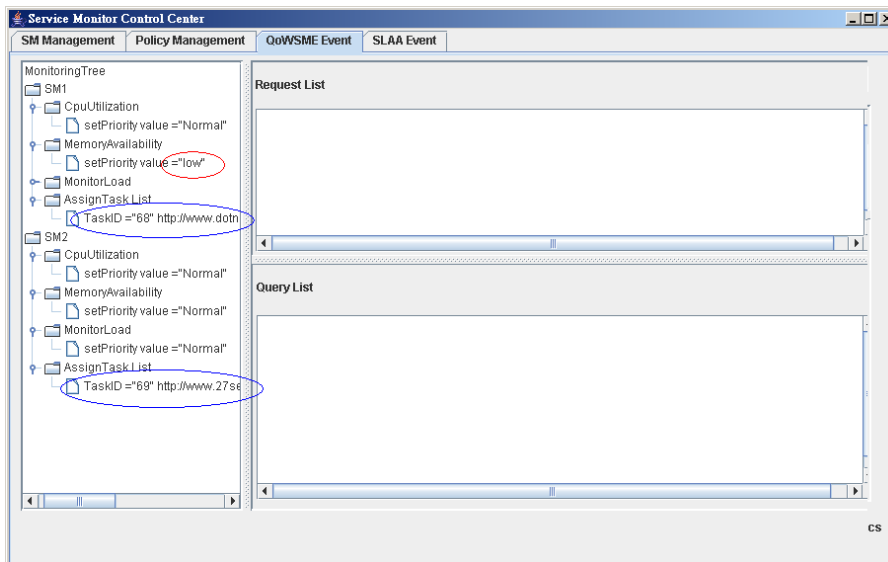 Service Monitor Control Center
SM Management Policy Management QoWSME Event SLAA Event
MonitoringTree
SM1
CpuUtilization
setPriority value ="Normal"
MemoryAvailability
setPriority value ="low"
MonitorLoad
AssignTask List
TaskID ="68" http://www.dotn
SM2
CpuUtilization
setPriority value ="Normal"
MemoryAvailability
setPriority value ="Normal"
MonitorLoad
setPriority value ="Normal"
AssignTask List
TaskID ="69" http://www.27se
Request List
Query List
cs